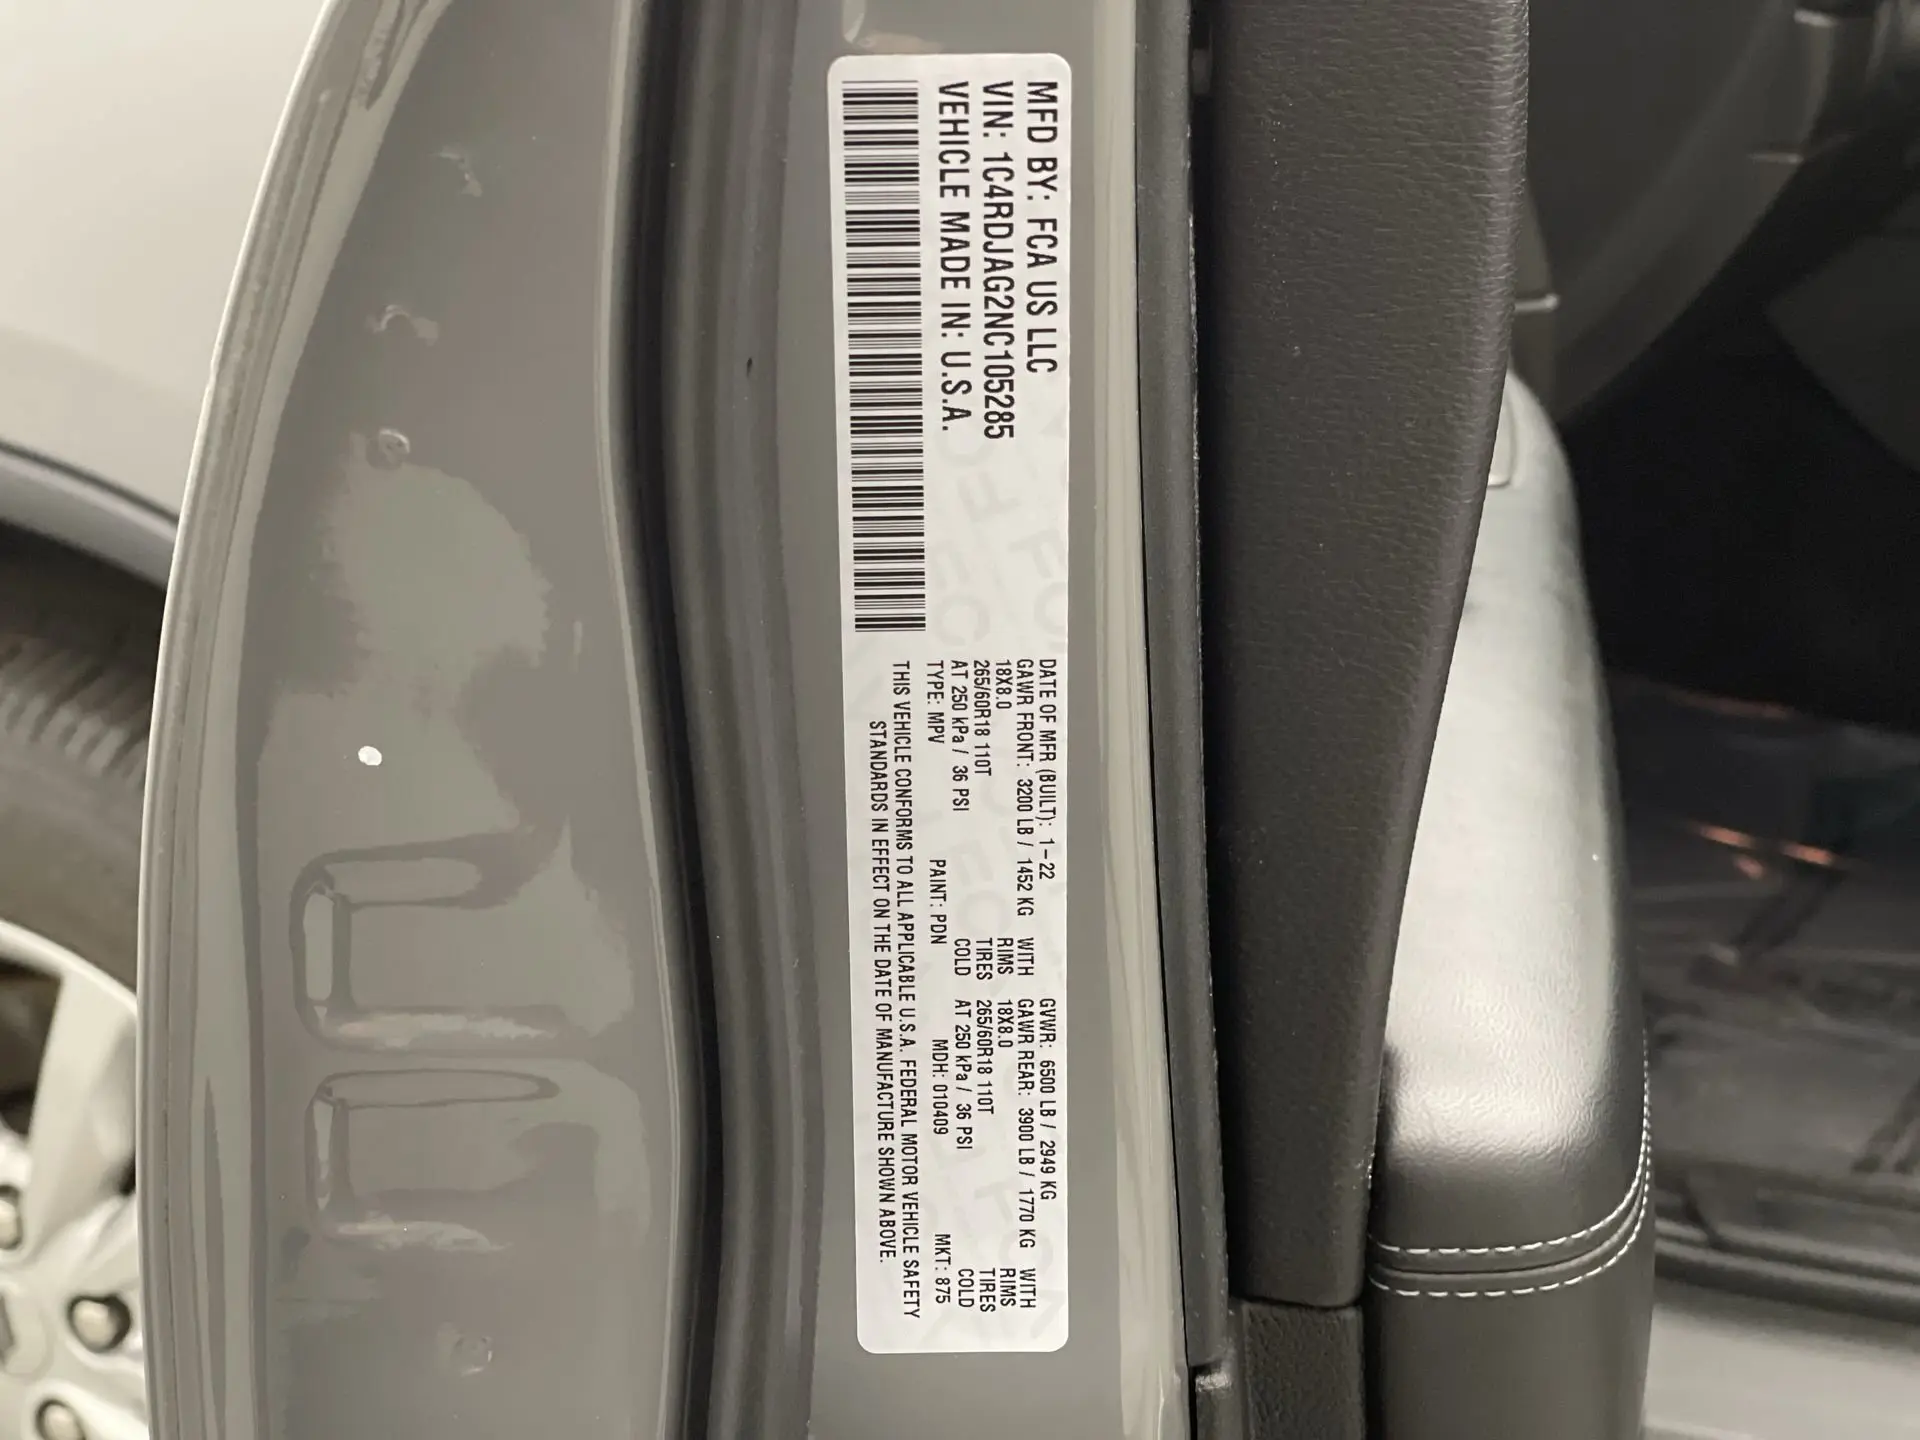 MFD BY: FCA US LLC
VIN: 1C4RDJAG2NC105285
VEHICLE MADE IN: U.S.A.
DATE OF MFR (BUILT): 1-22 GVWR: 6500 LB / 2949 KG
GAWR FRONT: 3200 LB / 1452 KG WITH GAWR REAR: 3900 LB / 1770 KG WITH
18X8.0 RIMS 18X8.0 RIMS
265/60R18 110T TIRES 265/60R18 110T TIRES
AT 250 kPa / 36 PSI COLD AT 250 kPa / 36 PSI COLD
TYPE: MPV PAINT: PDN MDH: 010409 MKT: 875
THIS VEHICLE CONFORMS TO ALL APPLICABLE U.S.A. FEDERAL MOTOR VEHICLE SAFETY
STANDARDS IN EFFECT ON THE DATE OF MANUFACTURE SHOWN ABOVE.